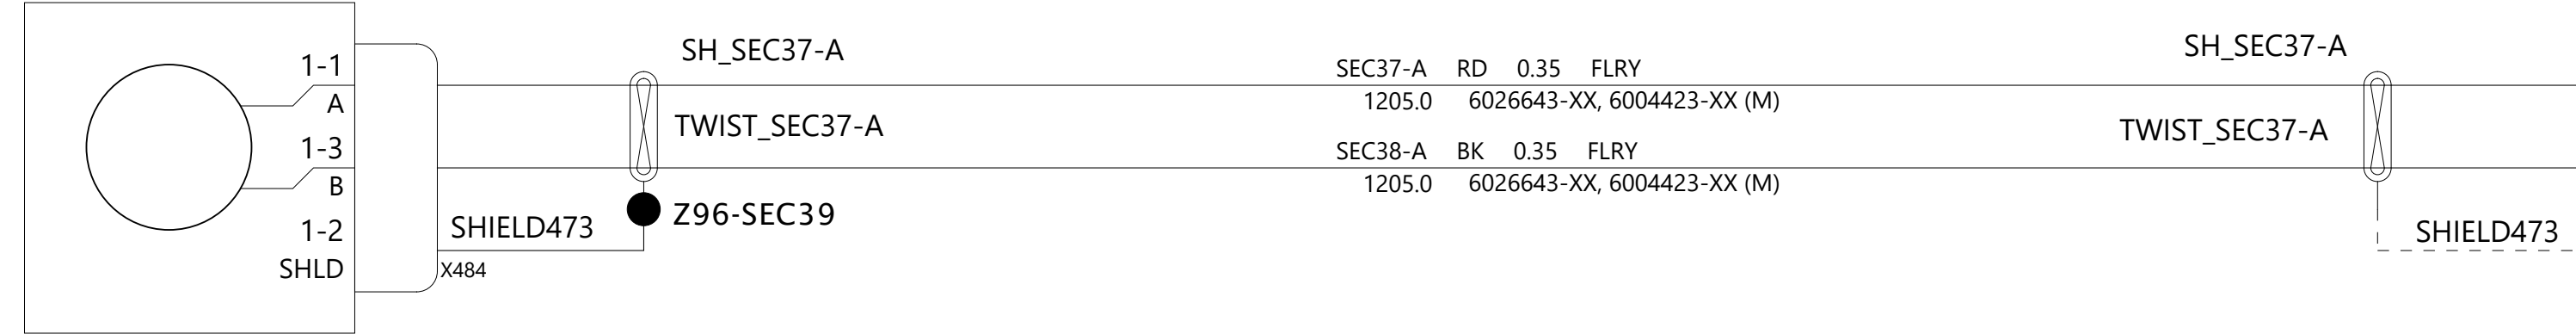 1-1
A
1-3
B
1-2
SHLD
X484
SHIELD473
SH_SEC37-A
TWIST_SEC37-A
Z96-SEC39
SEC37-A RD 0.35 FLRY
1205.0 6026643-XX, 6004423-XX (M)
SEC38-A BK 0.35 FLRY
1205.0 6026643-XX, 6004423-XX (M)
SH_SEC37-A
TWIST_SEC37-A
SHIELD473